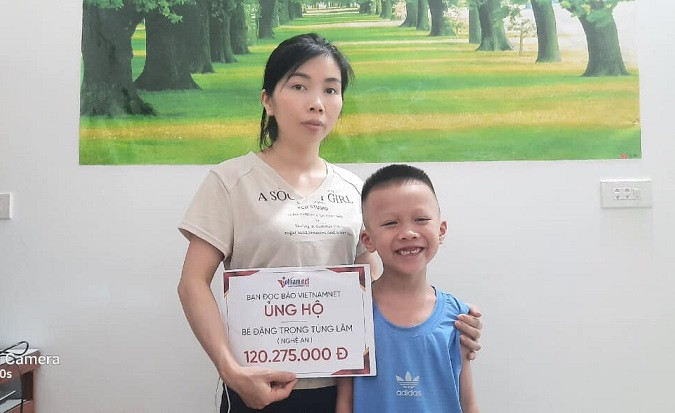 A SOC
GIRL
vietnamnet
BẠN ĐỌC BÁO VIETNAMNET
ỦNG HỘ
BÉ ĐẶNG TRỌNG TÙNG LÂM
( NGHỆ AN )
120.275.000 Đ
adidas
Camera
0s